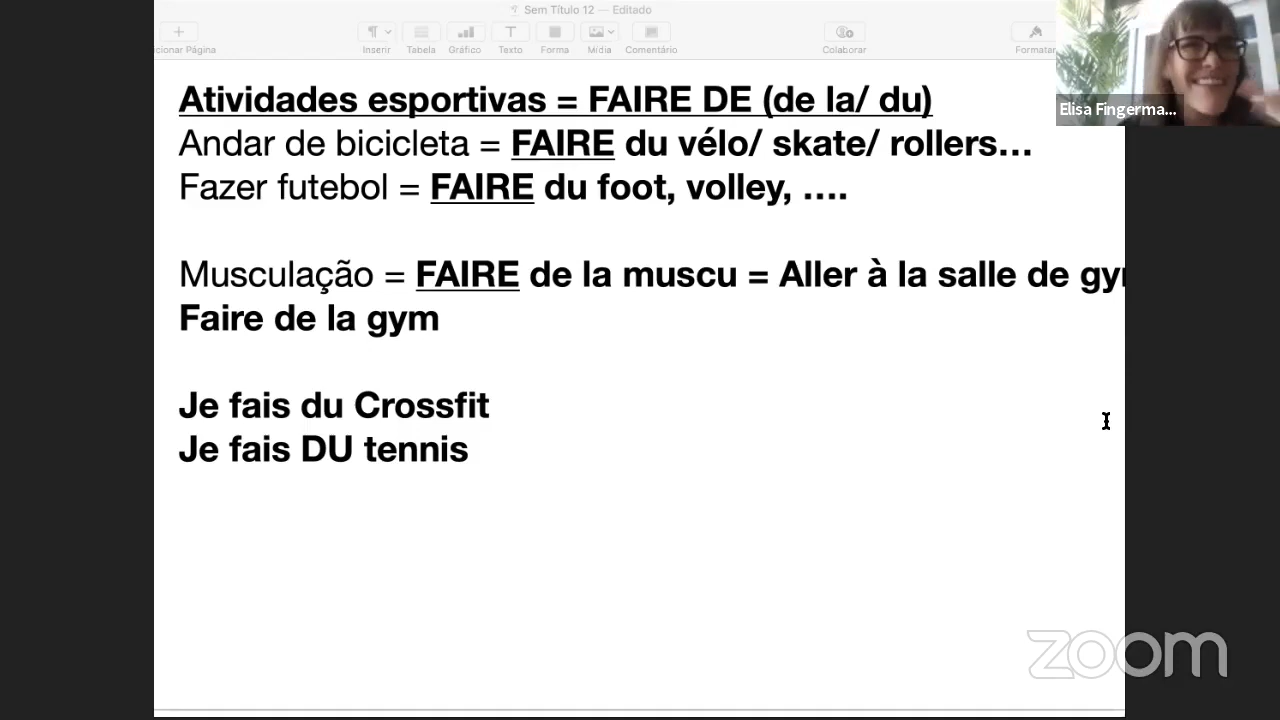 Sem Título 12 — Editado
Inserir Tabela Gráfico Texto Forma Mídia Comentário Colaborar Formatar
Elisa Fingerma...
Atividades esportivas = FAIRE DE (de la/ du)
Andar de bicicleta = FAIRE du vélo/ skate/ rollers...
Fazer futebol = FAIRE du foot, volley, ....
Musculação = FAIRE de la muscu = Aller à la salle de
Faire de la gym
Je fais du Crossfit
Je fais DU tennis
zoom